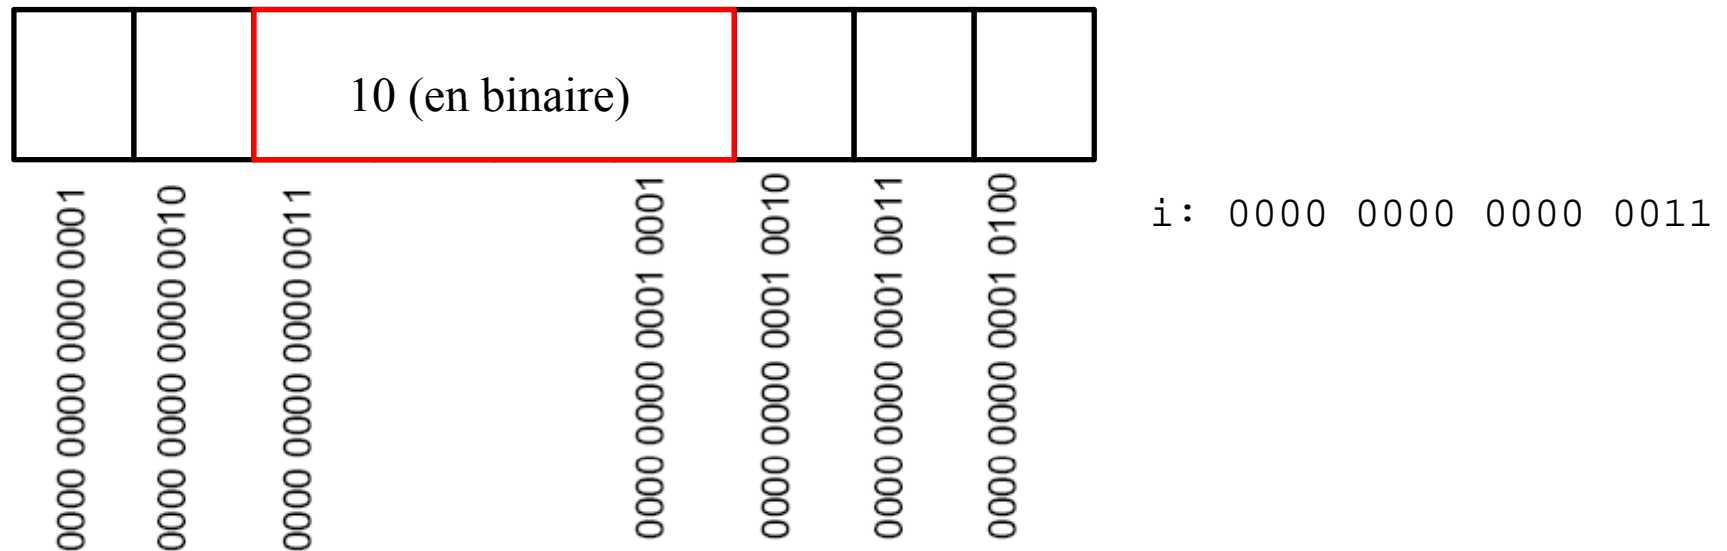 10 (en binaire)
0000 0000 0000 0001
0000 0000 0000 0010
0000 0000 0000 0011
0000 0000 0001 0001
0000 0000 0001 0010
0000 0000 0001 0011
0000 0000 0001 0100
i: 0000 0000 0000 0011